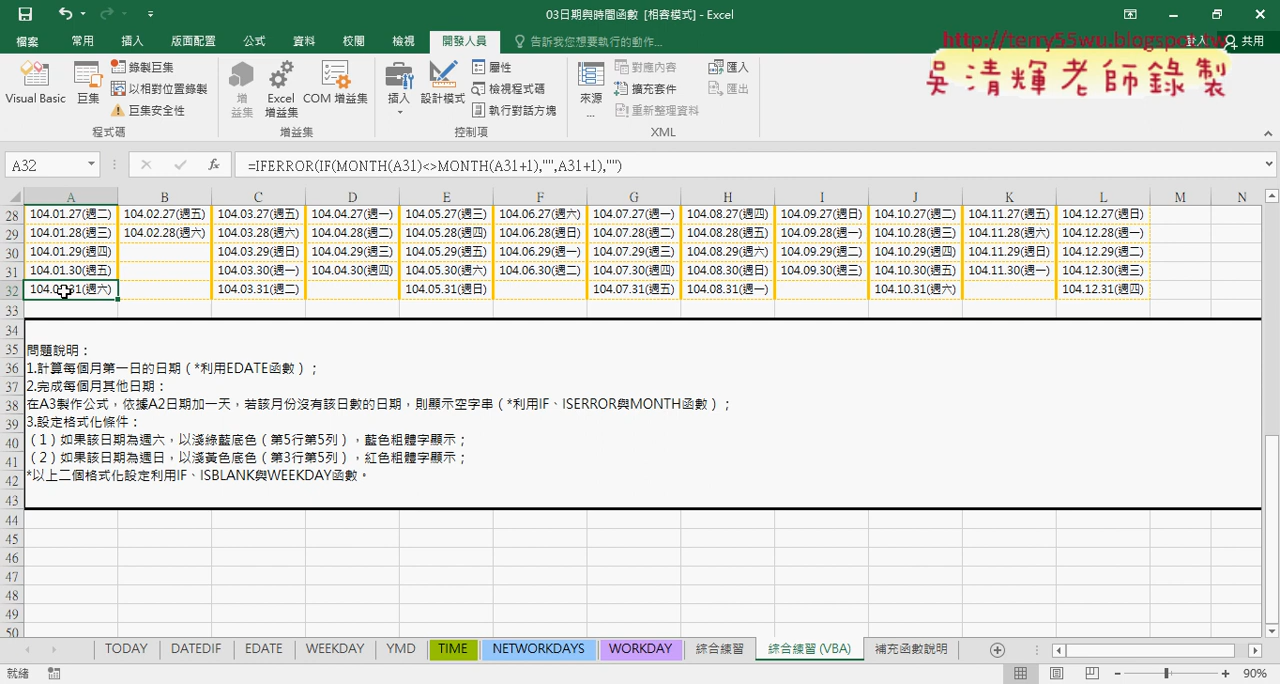 03日期與時間函數 [相容模式] - Excel
檔案 常用 插入 版面配置 公式 資料 校閱 檢視 開發人員 告訴我您想要執行的動作... 登入 共用
http://terry55wu.blogspot.tw
吳清輝老師錄製
Visual Basic 巨集 錄製巨集 以相對位置錄製 巨集安全性
增益集 Excel 增益集 COM 增益集
插入 設計模式 屬性 檢視程式碼 執行對話方塊
來源... 對應內容 擴充套件 重新整理資料 匯入 匯出
程式碼 增益集 控制項 XML
A32 fx =IFERROR(IF(MONTH(A31)<>MONTH(A31+1),"",A31+1),"")
A B C D E F G H I J K L M N
28 104.01.27(週二) 104.02.27(週五) 104.03.27(週五) 104.04.27(週一) 104.05.27(週三) 104.06.27(週六) 104.07.27(週一) 104.08.27(週四) 104.09.27(週日) 104.10.27(週二) 104.11.27(週五) 104.12.27(週日)
29 104.01.28(週三) 104.02.28(週六) 104.03.28(週六) 104.04.28(週二) 104.05.28(週四) 104.06.28(週日) 104.07.28(週二) 104.08.28(週五) 104.09.28(週一) 104.10.28(週三) 104.11.28(週六) 104.12.28(週一)
30 104.01.29(週四) 104.03.29(週日) 104.04.29(週三) 104.05.29(週五) 104.06.29(週一) 104.07.29(週三) 104.08.29(週六) 104.09.29(週二) 104.10.29(週四) 104.11.29(週日) 104.12.29(週二)
31 104.01.30(週五) 104.03.30(週一) 104.04.30(週四) 104.05.30(週六) 104.06.30(週二) 104.07.30(週四) 104.08.30(週日) 104.09.30(週三) 104.10.30(週五) 104.11.30(週一) 104.12.30(週三)
32 104.0 31(週六) 104.03.31(週二) 104.05.31(週日) 104.07.31(週五) 104.08.31(週一) 104.10.31(週六) 104.12.31(週四)
33
34
35 問題說明：
36 1.計算每個月第一日的日期（*利用EDATE函數）；
37 2.完成每個月其他日期：
38 在A3製作公式，依據A2日期加一天，若該月份沒有該日數的日期，則顯示空字串（*利用IF、ISERROR與MONTH函數）；
39 3.設定格式化條件：
40 （1）如果該日期為週六，以淺綠藍底色（第5行第5列），藍色粗體字顯示；
41 （2）如果該日期為週日，以淺黃色底色（第3行第5列），紅色粗體字顯示；
42 *以上二個格式化設定利用IF、ISBLANK與WEEKDAY函數。
43
44
45
46
47
48
49
50
TODAY DATEDIF EDATE WEEKDAY YMD TIME NETWORKDAYS WORKDAY 綜合練習 綜合練習 (VBA) 補充函數說明
就緒 90%